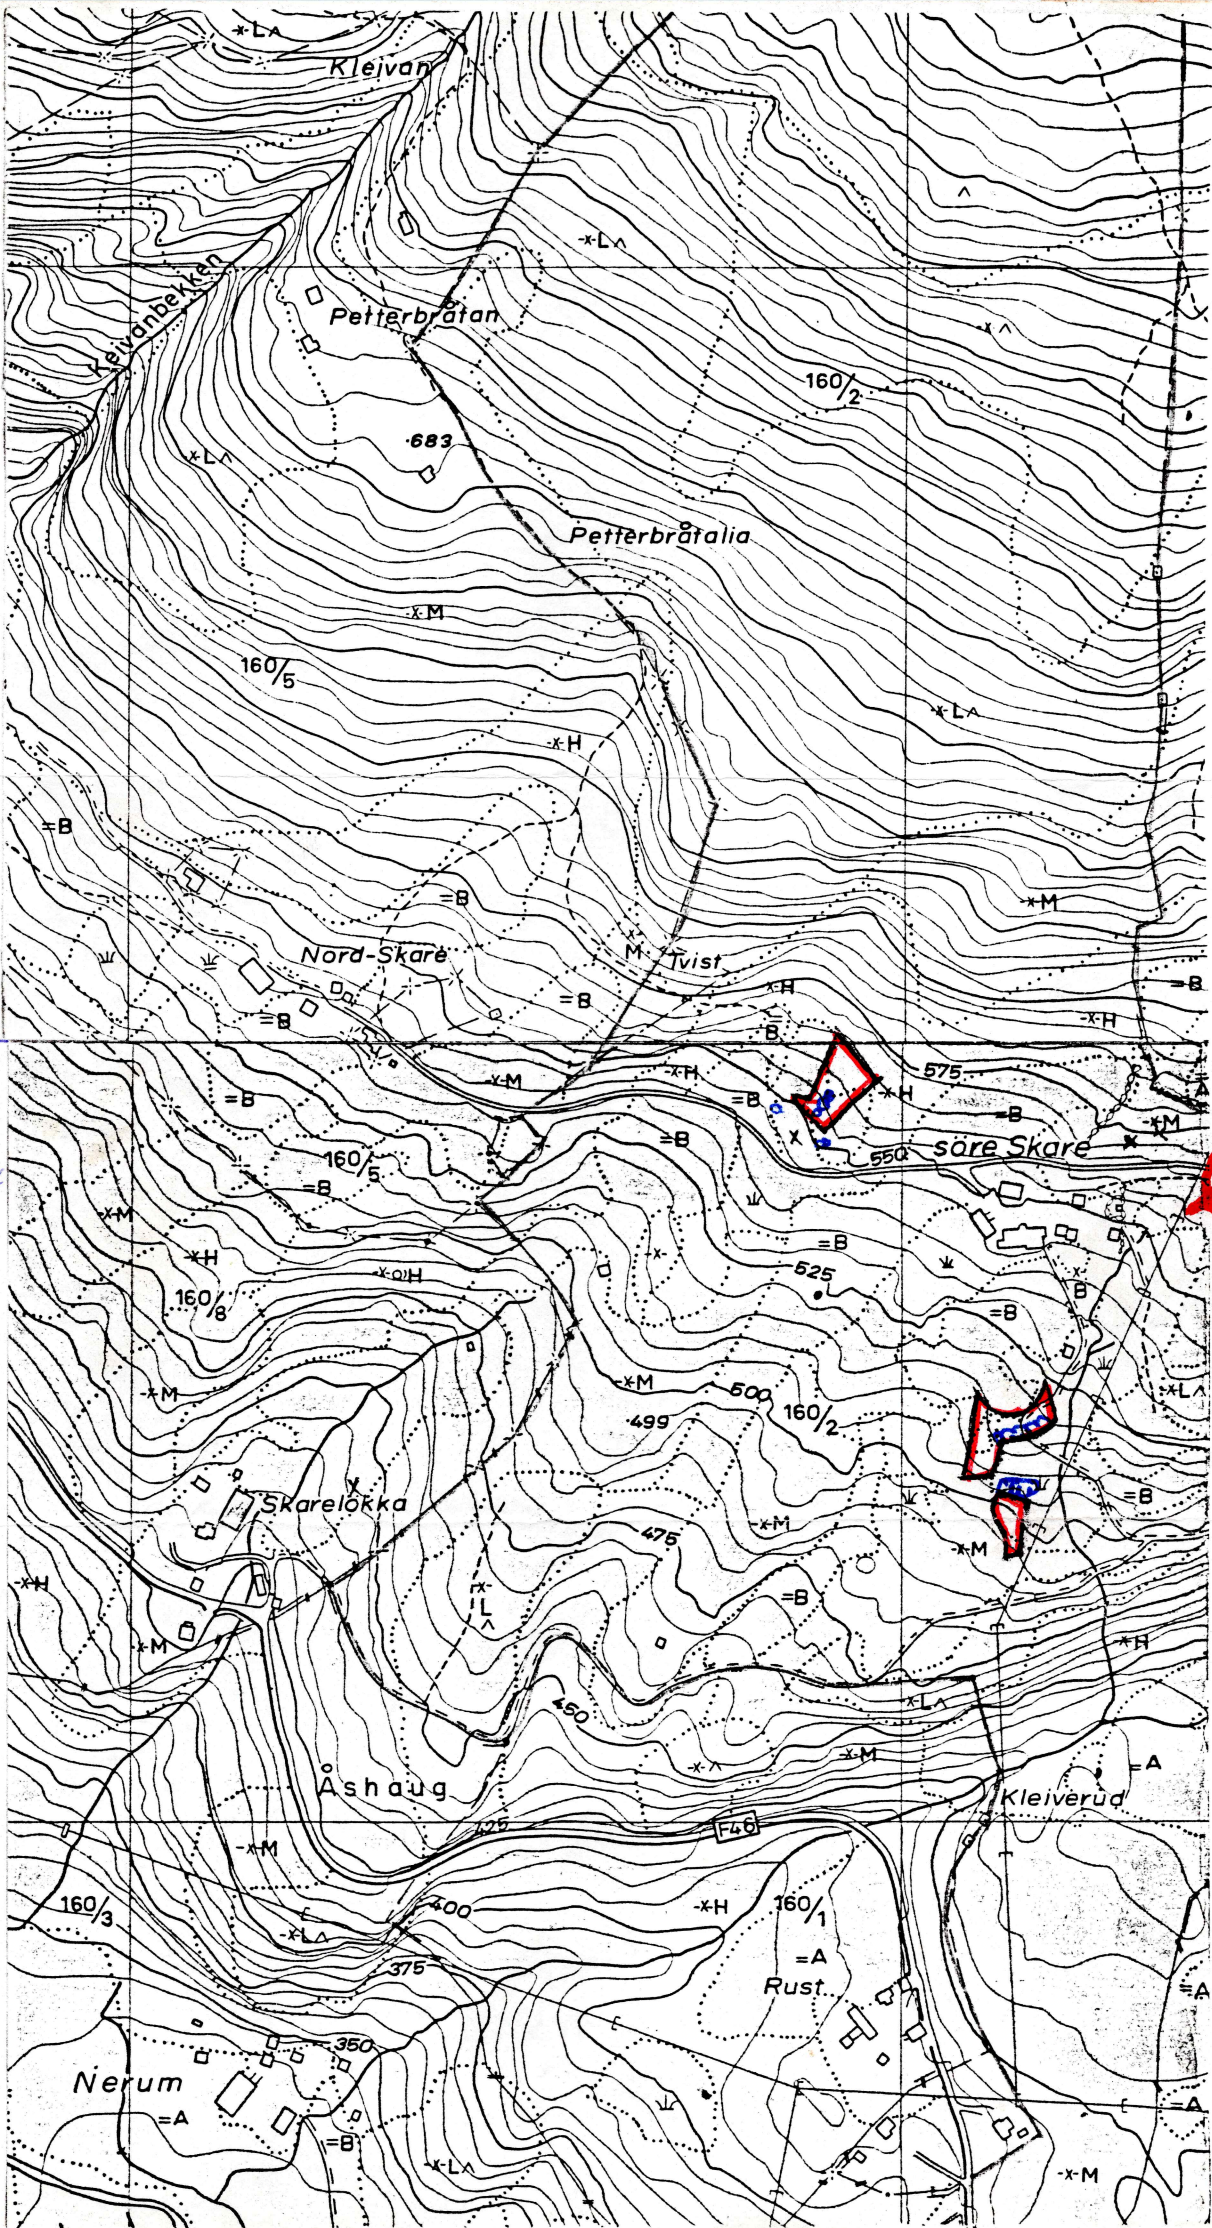 -x-L^
Kleivan
-x-L^
^
Keivanbekken
Petterbråtan
-x-^
160/2
·683
-x-L^
Petterbråtalia
-x-M
160/5
-x-L^
-x-H
=B
-x-M
=B
Nord-Skare
x-
M
Tvist
-x-H
=B
=B
=B
=B
-x-H
575
-x-H
-x-M
=B
-x-H
=B
=B
-x-M
=B
550
söre Skare
160/5
=B
-x-M
-x-H
-x-
=B
525
-x-o)H
160/8
x-
B
=B
-x-M
-x-M
500
160/2
-x-L^
·499
Skarelökka
475
-x-M
=B
-x-M
-x-H
x-
L
^
=B
-x-M
-x-H
450
-x-L^
-x-M
-x-^
=A
Åshaug
Kleiverud
425
F46
-x-M
160/3
400
-x-H
160/1
-x-L^
=A
375
Rust
=A
350
Nerum
=A
=A
=B
-x-L^
-x-M